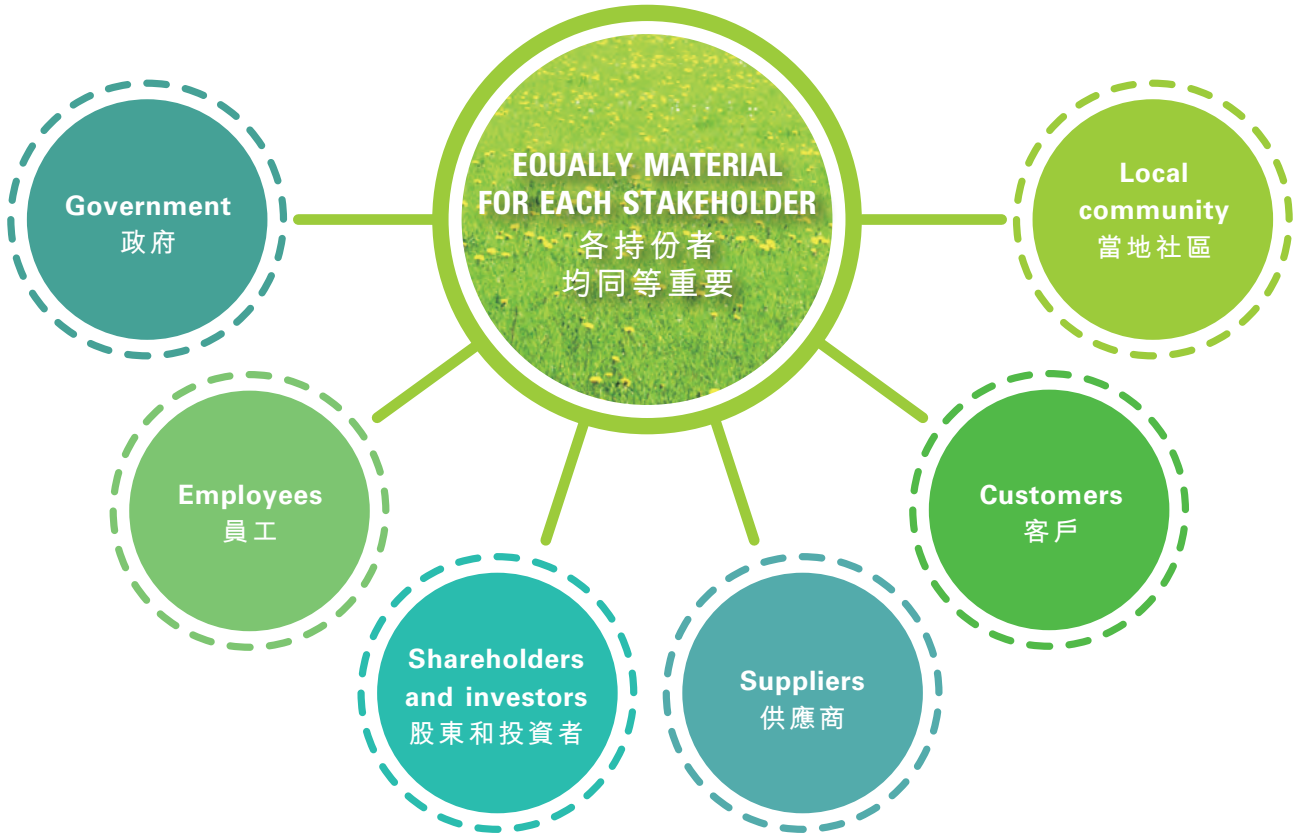 EQUALLY MATERIAL
FOR EACH STAKEHOLDER
各持份者
均同等重要
Government
政府
Employees
員工
Shareholders
and investors
股東和投資者
Suppliers
供應商
Customers
客戶
Local
community
當地社區